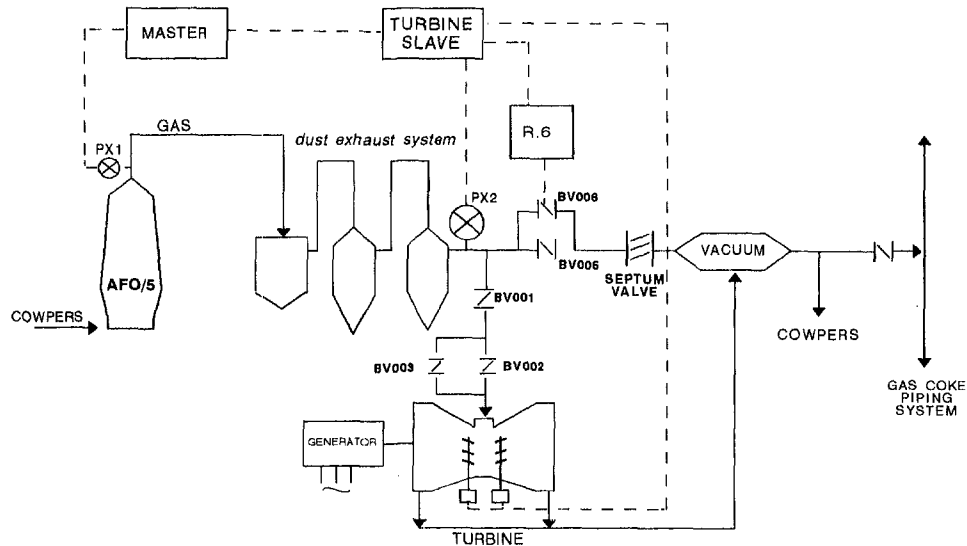 MASTER
TURBINE
SLAVE
GAS
dust exhaust system
R.6
PX1
PX2
BV006
AFO/5
BV006
SEPTUM
VALVE
VACUUM
BV001
COWPERS
COWPERS
BV003
BV002
GAS COKE
PIPING
SYSTEM
GENERATOR
TURBINE